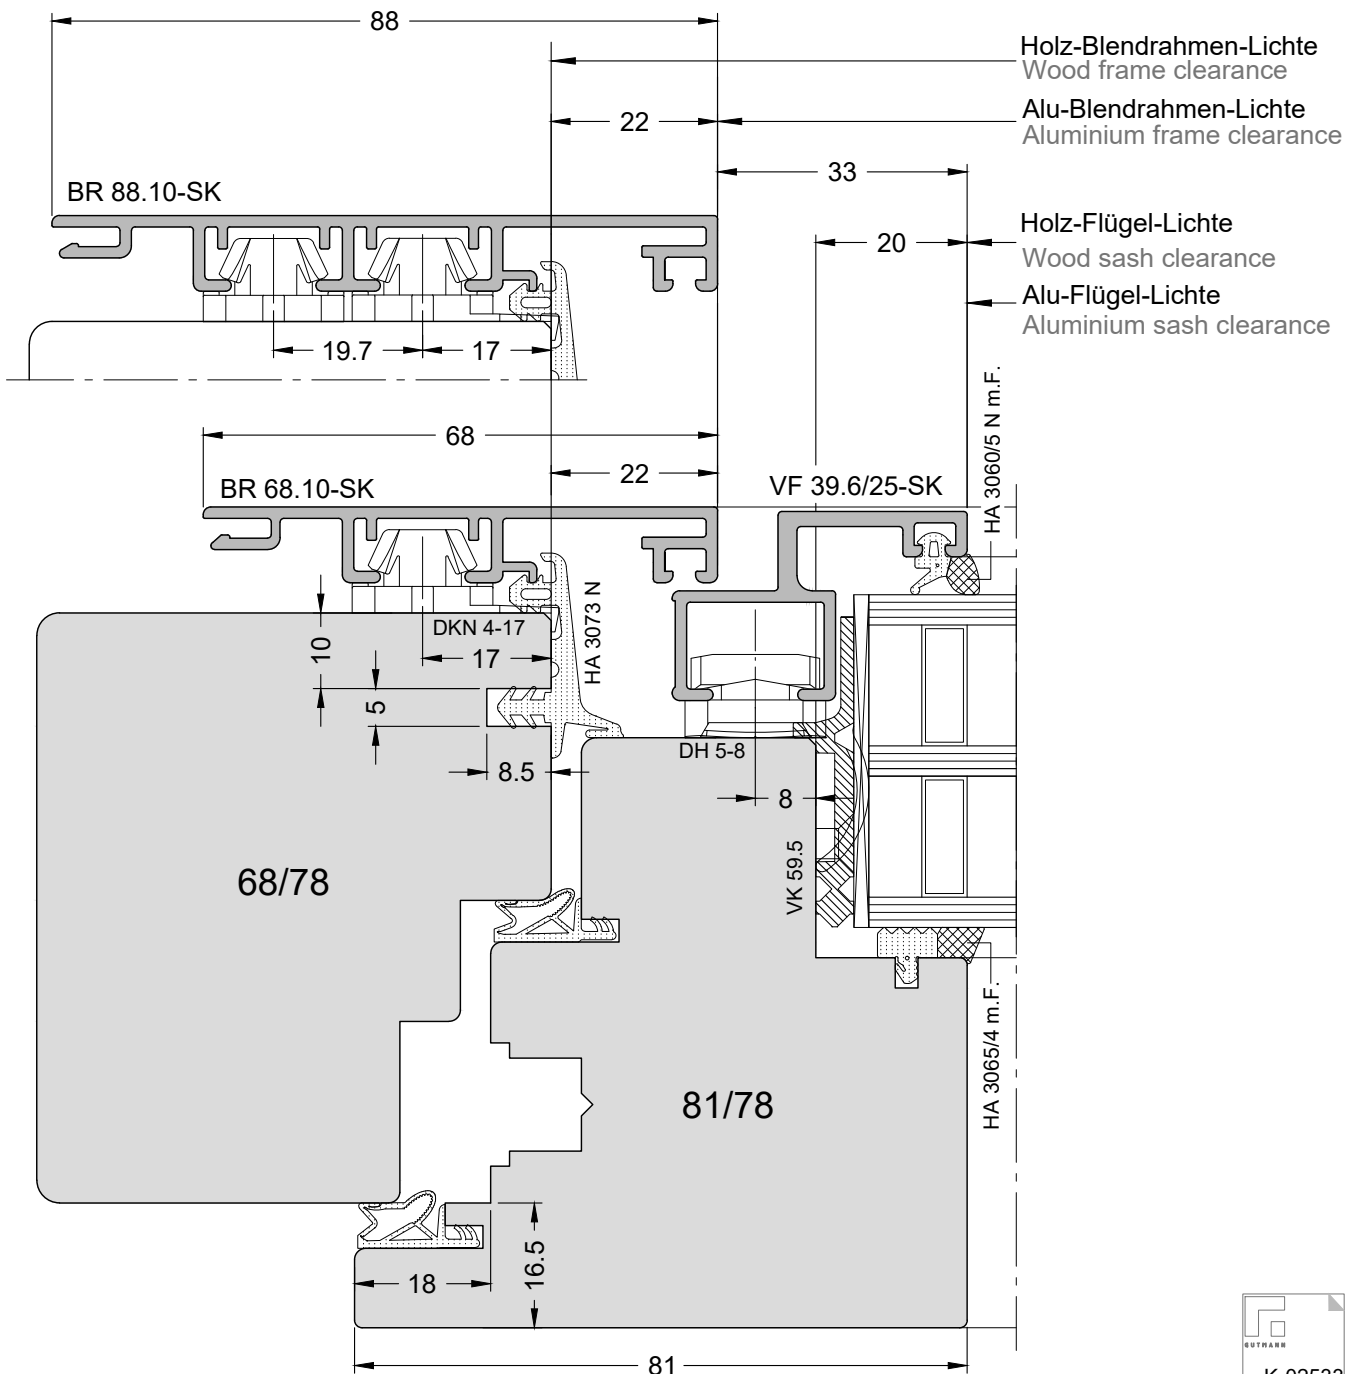 88
Holz-Blendrahmen-Lichte
Wood frame clearance
22
Alu-Blendrahmen-Lichte
Aluminium frame clearance
33
BR 88.10-SK
Holz-Flügel-Lichte
20
Wood sash clearance
Alu-Flügel-Lichte
Aluminium sash clearance
19.7
17
HA 3060/5 N m.F.
68
22
BR 68.10-SK
VF 39.6/25-SK
HA 3073 N
DKN 4-17
10
17
5
DH 5-8
8.5
8
VK 59.5
68/78
HA 3065/4 m.F.
81/78
16.5
18
GUTMANN
81